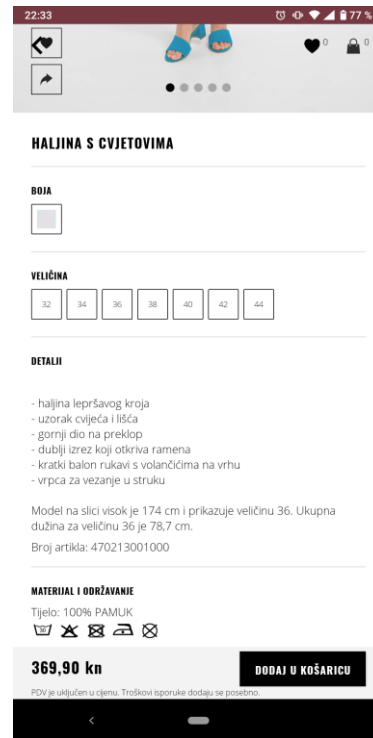 22:33
77 %
0
0
HALJINA S CVJETOVIMA
BOJA
VELIČINA
32 34 36 38 40 42 44
DETALJI
- haljina lepršavog kroja
- uzorak cvijeća i lišća
- gornji dio na preklop
- dublji izrez koji otkriva ramena
- kratki balon rukavi s volančićima na vrhu
- vrpca za vezanje u struku
Model na slici visok je 174 cm i prikazuje veličinu 36. Ukupna
dužina za veličinu 36 je 78,7 cm.
Broj artikla: 470213001000
MATERIJAL I ODRŽAVANJE
Tijelo: 100% PAMUK
369,90 kn
DODAJ U KOŠARICU
PDV je uključen u cijenu. Troškovi isporuke dodaju se posebno.